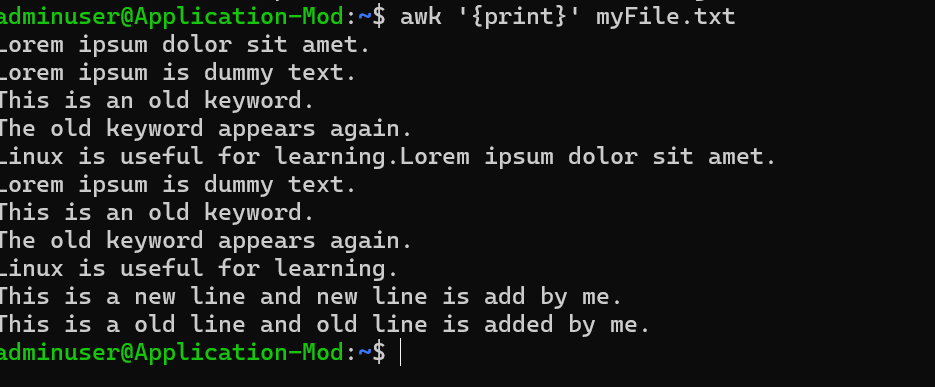 adminuser@Application-Mod:~$ awk '{print}' myFile.txt
Lorem ipsum dolor sit amet.
Lorem ipsum is dummy text.
This is an old keyword.
The old keyword appears again.
Linux is useful for learning.Lorem ipsum dolor sit amet.
Lorem ipsum is dummy text.
This is an old keyword.
The old keyword appears again.
Linux is useful for learning.
This is a new line and new line is add by me.
This is a old line and old line is added by me.
adminuser@Application-Mod:~$